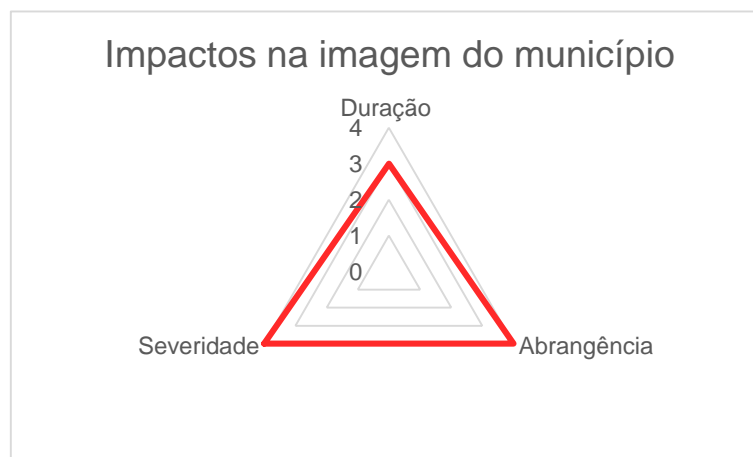 Impactos na imagem do município
Duração
4
3
2
1
0
Severidade
Abrangência